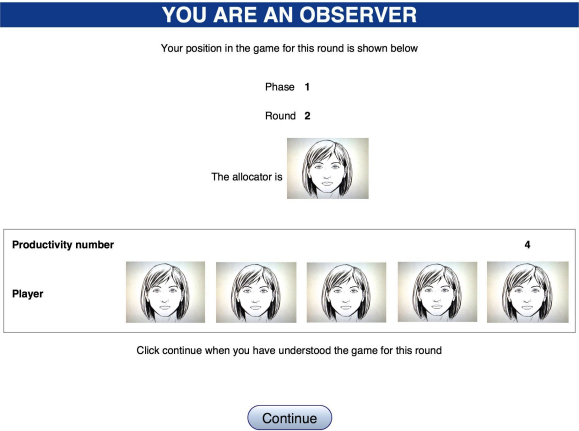 YOU ARE AN OBSERVER
Your position in the game for this round is shown below
Phase 1
Round 2
The allocator is
Productivity number 4
Player
Click continue when you have understood the game for this round
Continue